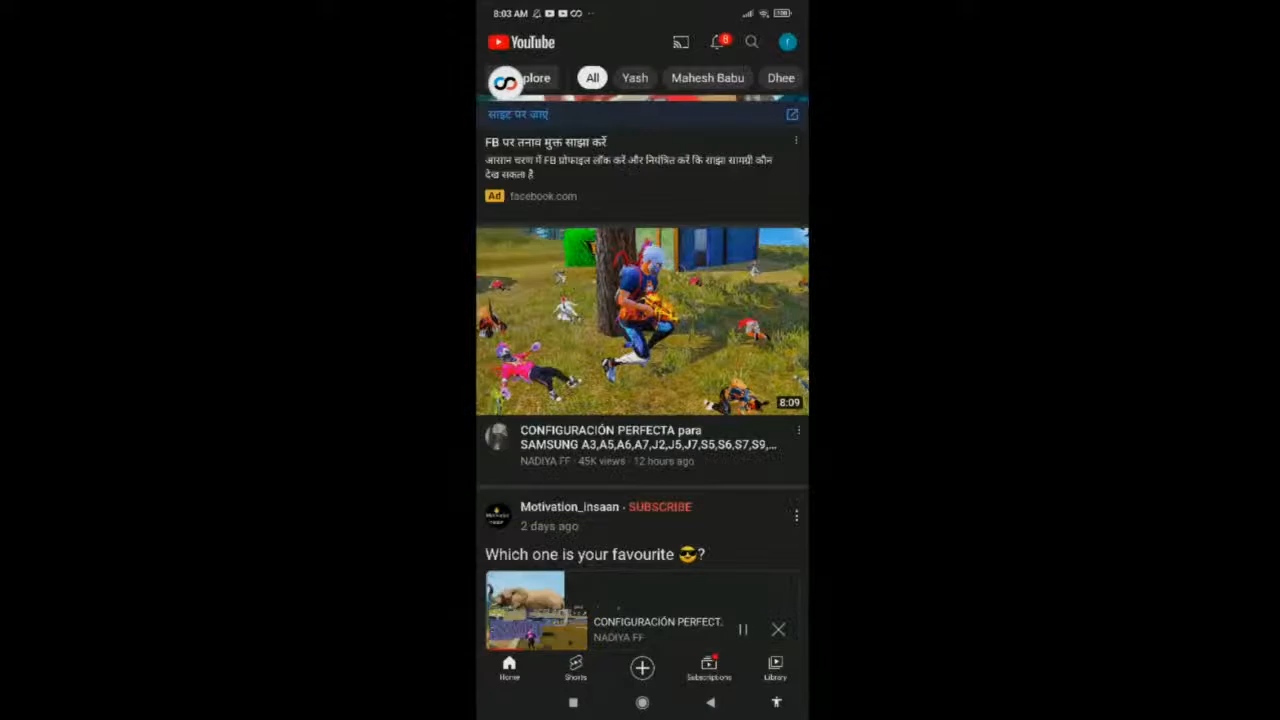 8:03 AM
YouTube
8
r
plore
All
Yash
Mahesh Babu
Dhee
साइट पर जाएं
FB पर तनाव मुक्त साझा करें
आसान चरण में FB प्रोफाइल लॉक करें और नियंत्रित करें कि साझा सामग्री कौन
देख सकता है
Ad facebook.com
8:09
CONFIGURACIÓN PERFECTA para
SAMSUNG A3,A5,A6,A7,J2,J5,J7,S5,S6,S7,S9,...
NADIYA FF · 45K views · 12 hours ago
Motivation_insaan · SUBSCRIBE
2 days ago
Which one is your favourite 😎?
CONFIGURACIÓN PERFECT.
NADIYA FF
Home
Shorts
Subscriptions
Library